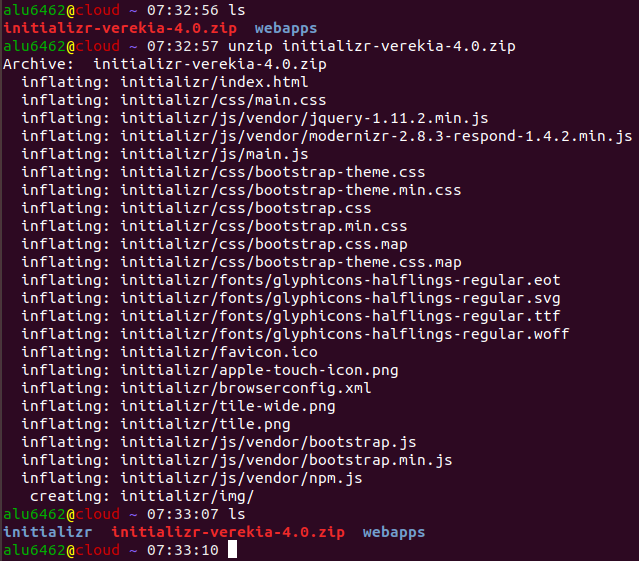 alu6462@cloud ~ 07:32:56 ls
initializr-verekia-4.0.zip  webapps
alu6462@cloud ~ 07:32:57 unzip initializr-verekia-4.0.zip
Archive:  initializr-verekia-4.0.zip
  inflating: initializr/index.html
  inflating: initializr/css/main.css
  inflating: initializr/js/vendor/jquery-1.11.2.min.js
  inflating: initializr/js/vendor/modernizr-2.8.3-respond-1.4.2.min.js
  inflating: initializr/js/main.js
  inflating: initializr/css/bootstrap-theme.css
  inflating: initializr/css/bootstrap-theme.min.css
  inflating: initializr/css/bootstrap.css
  inflating: initializr/css/bootstrap.min.css
  inflating: initializr/css/bootstrap.css.map
  inflating: initializr/css/bootstrap-theme.css.map
  inflating: initializr/fonts/glyphicons-halflings-regular.eot
  inflating: initializr/fonts/glyphicons-halflings-regular.svg
  inflating: initializr/fonts/glyphicons-halflings-regular.ttf
  inflating: initializr/fonts/glyphicons-halflings-regular.woff
  inflating: initializr/favicon.ico
  inflating: initializr/apple-touch-icon.png
  inflating: initializr/browserconfig.xml
  inflating: initializr/tile-wide.png
  inflating: initializr/tile.png
  inflating: initializr/js/vendor/bootstrap.js
  inflating: initializr/js/vendor/bootstrap.min.js
  inflating: initializr/js/vendor/npm.js
   creating: initializr/img/
alu6462@cloud ~ 07:33:07 ls
initializr  initializr-verekia-4.0.zip  webapps
alu6462@cloud ~ 07:33:10